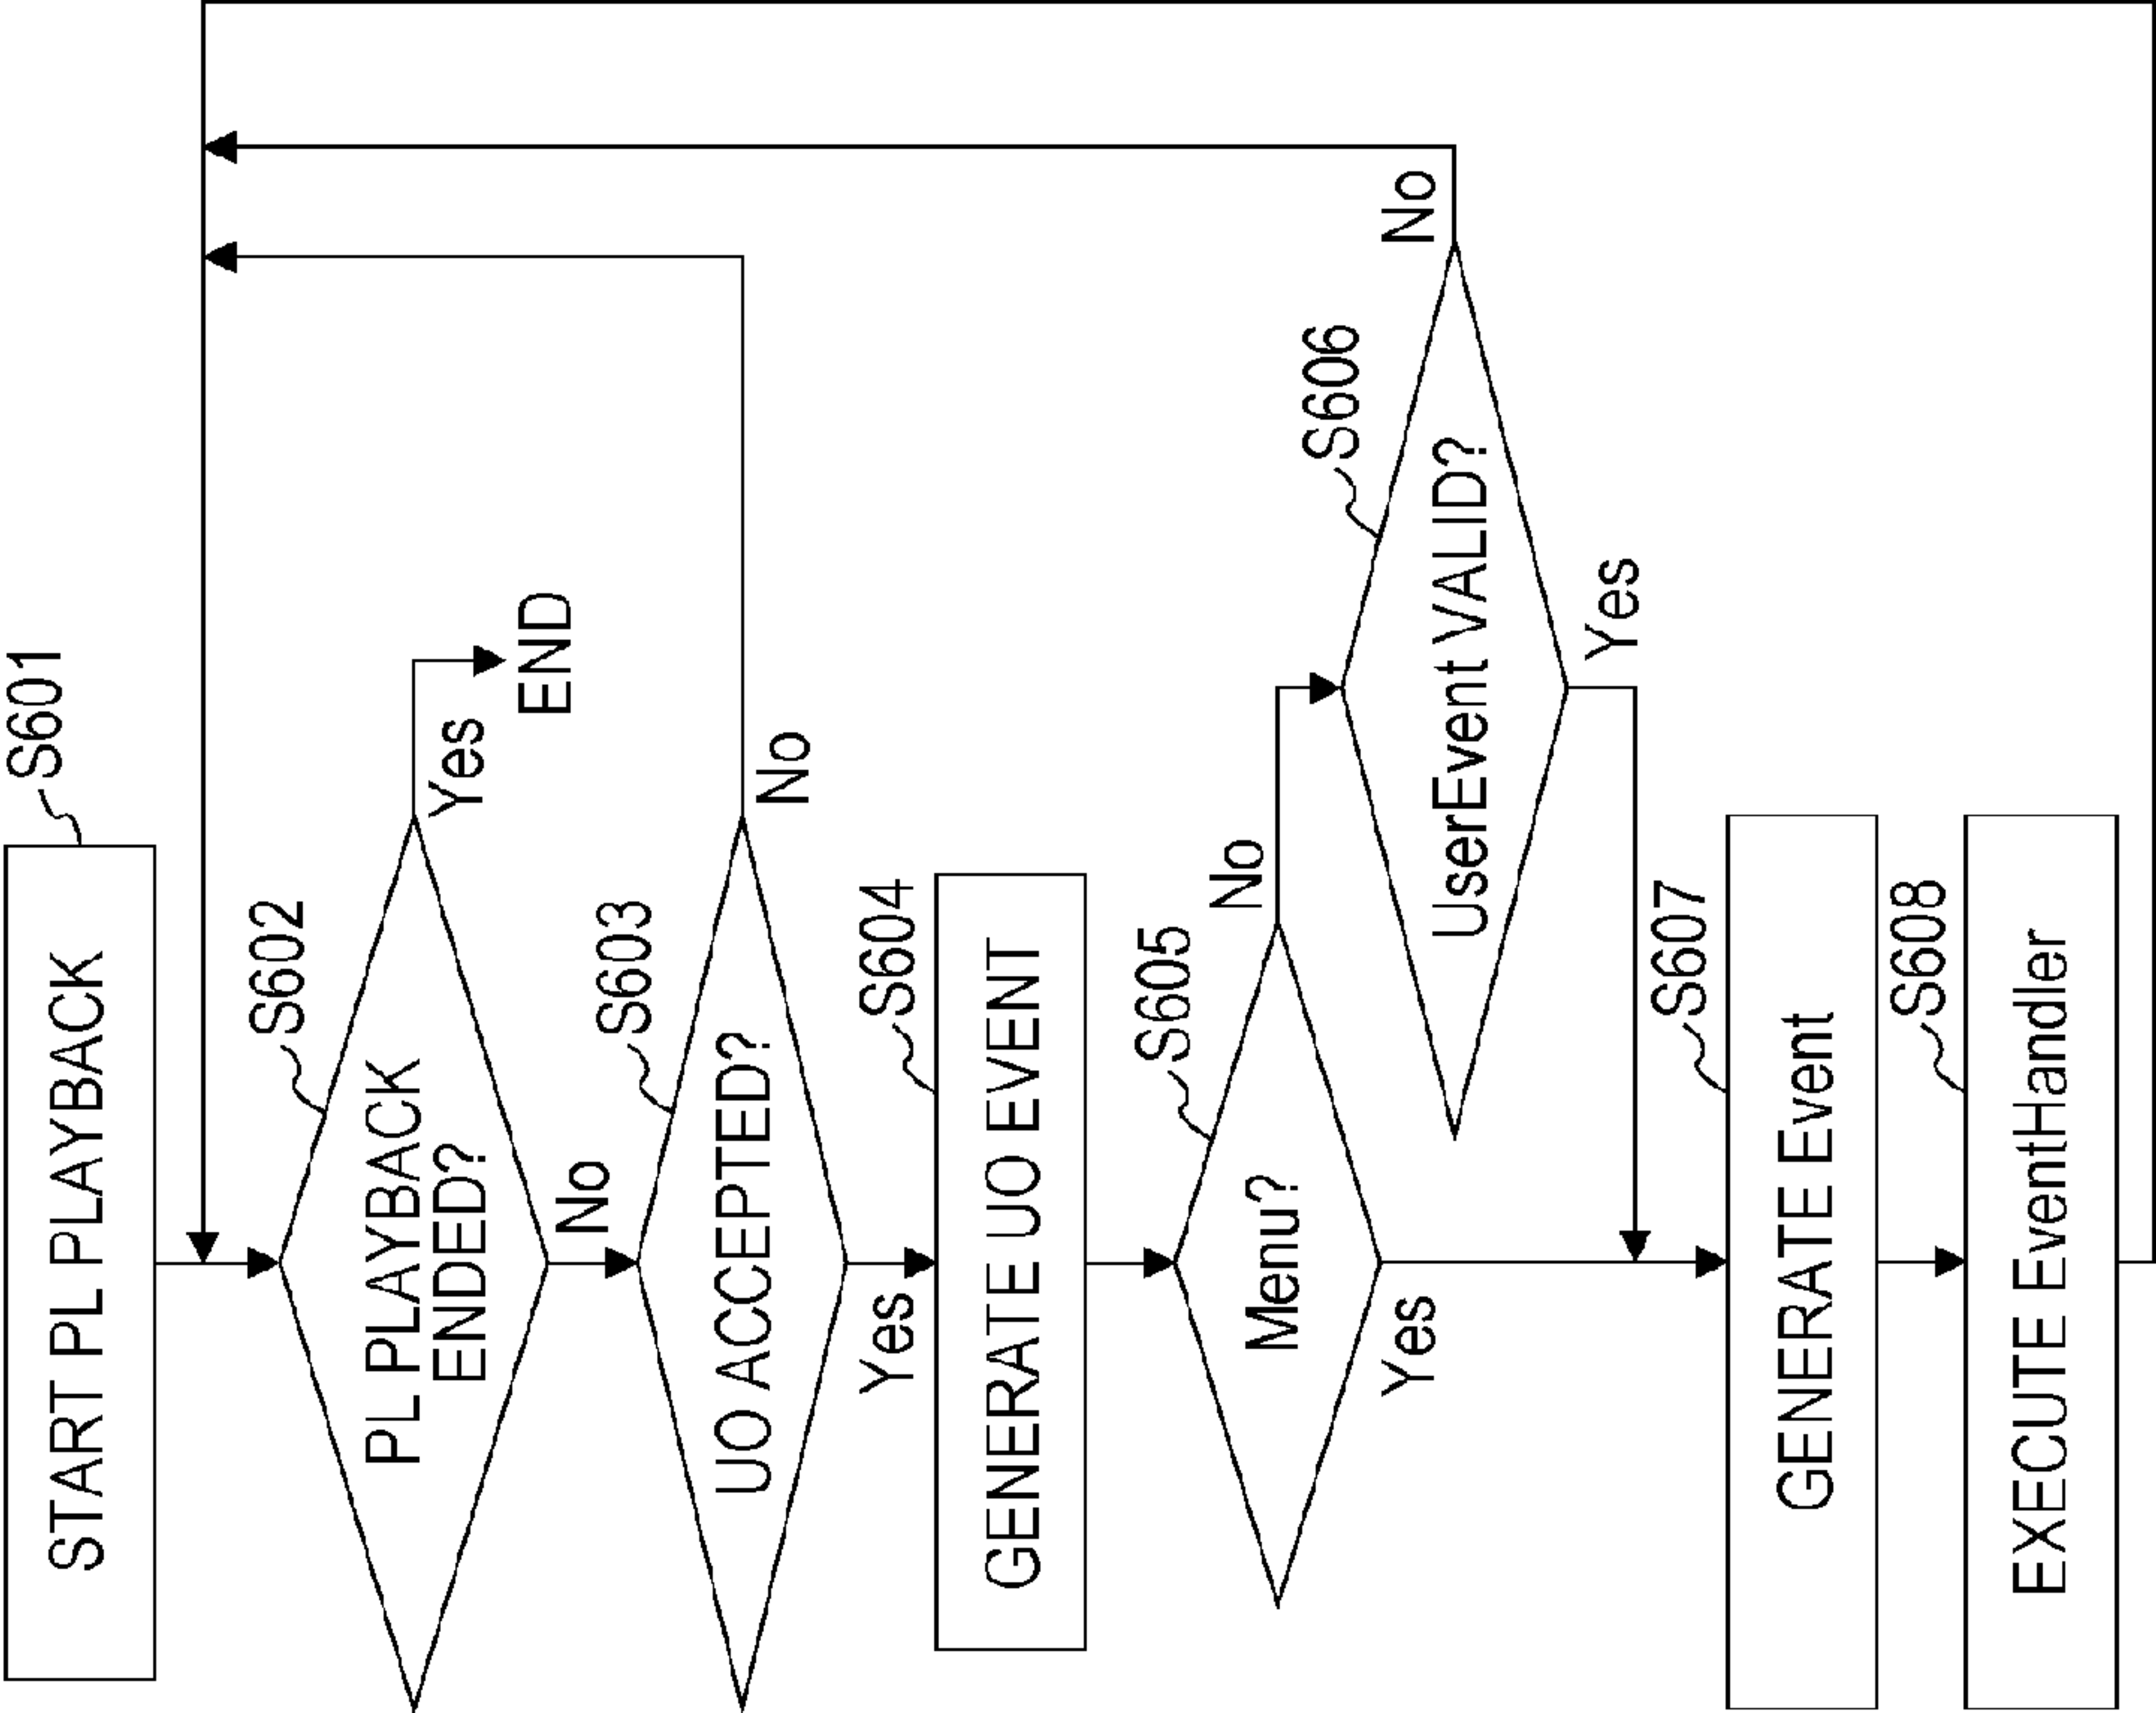 START PL PLAYBACK
S601
S602
PL PLAYBACK
ENDED?
Yes
END
No
S603
UO ACCEPTED?
No
Yes
S604
GENERATE UO EVENT
S605
Menu?
No
Yes
S606
UserEvent VALID?
No
Yes
S607
GENERATE Event
S608
EXECUTE EventHandler